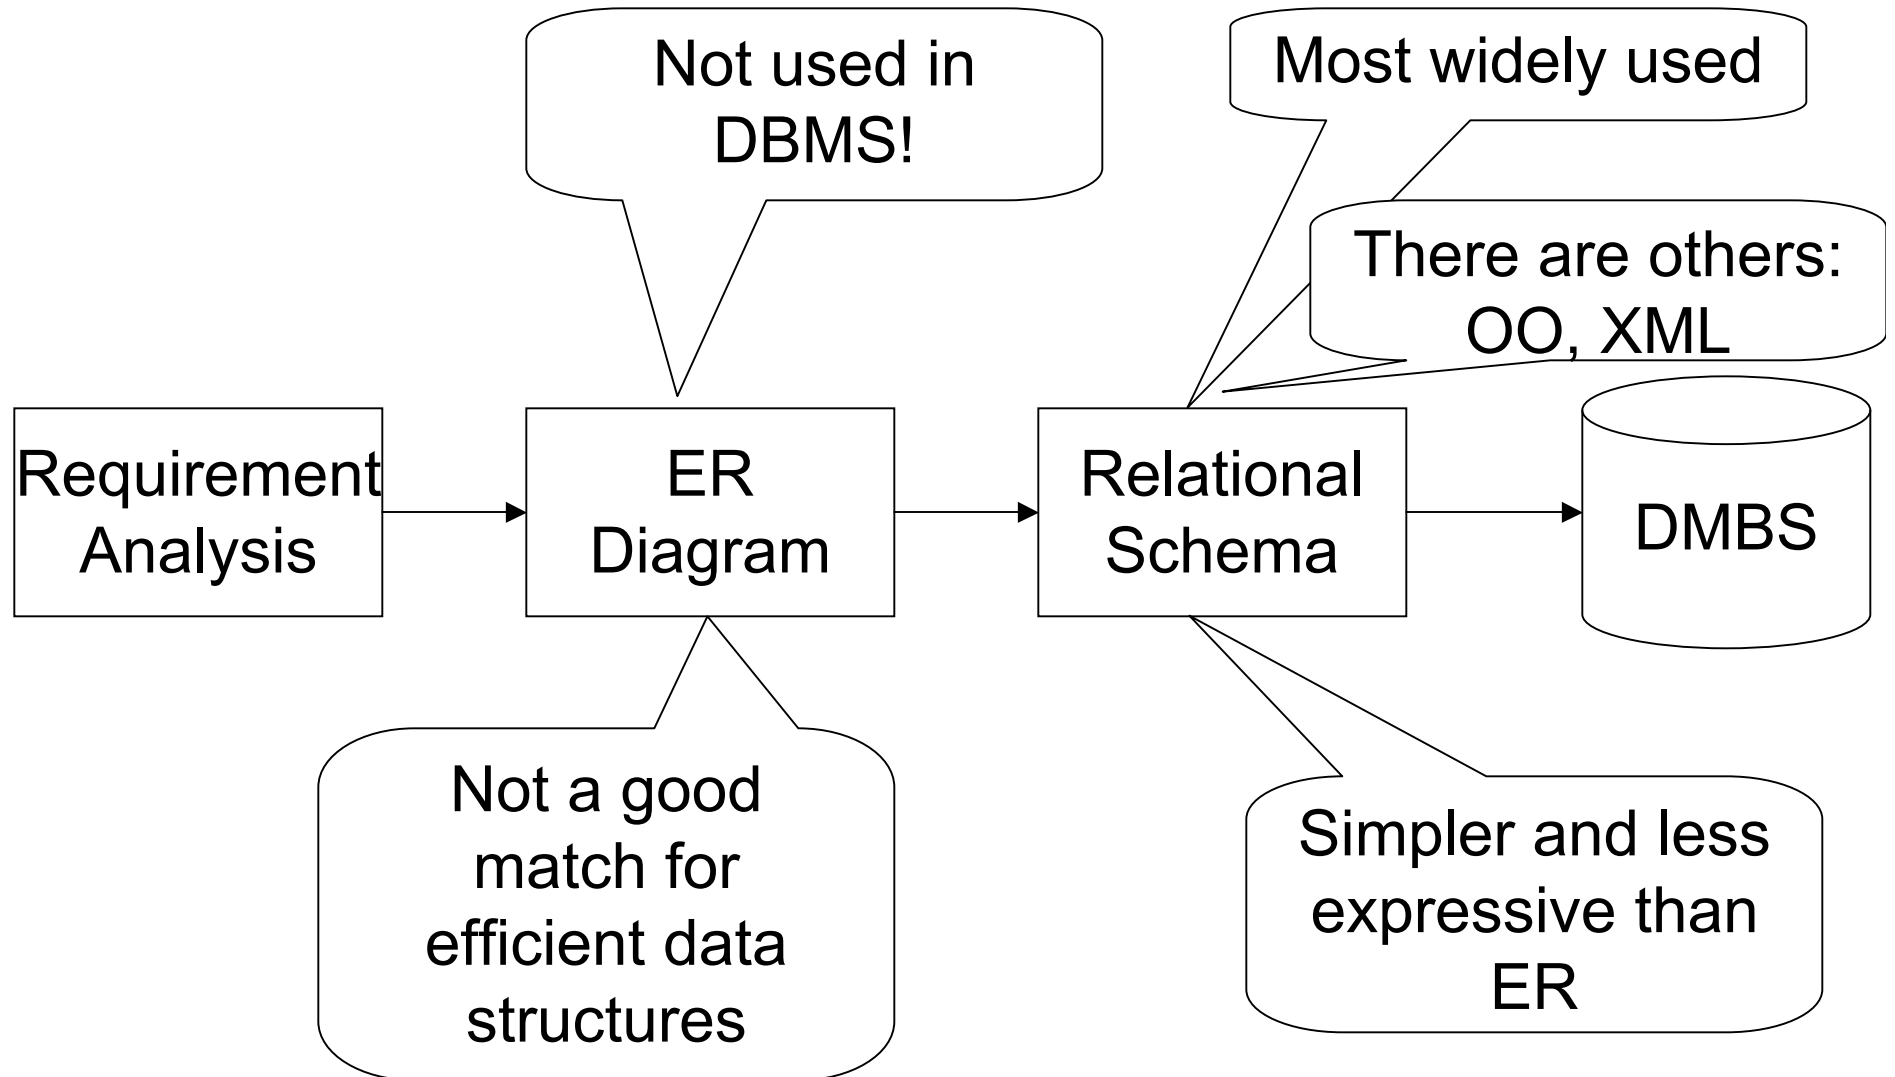 Not used in
DBMS!
Most widely used
There are others:
OO, XML
Requirement
Analysis
ER
Diagram
Relational
Schema
DMBS
Not a good
match for
efficient data
structures
Simpler and less
expressive than
ER